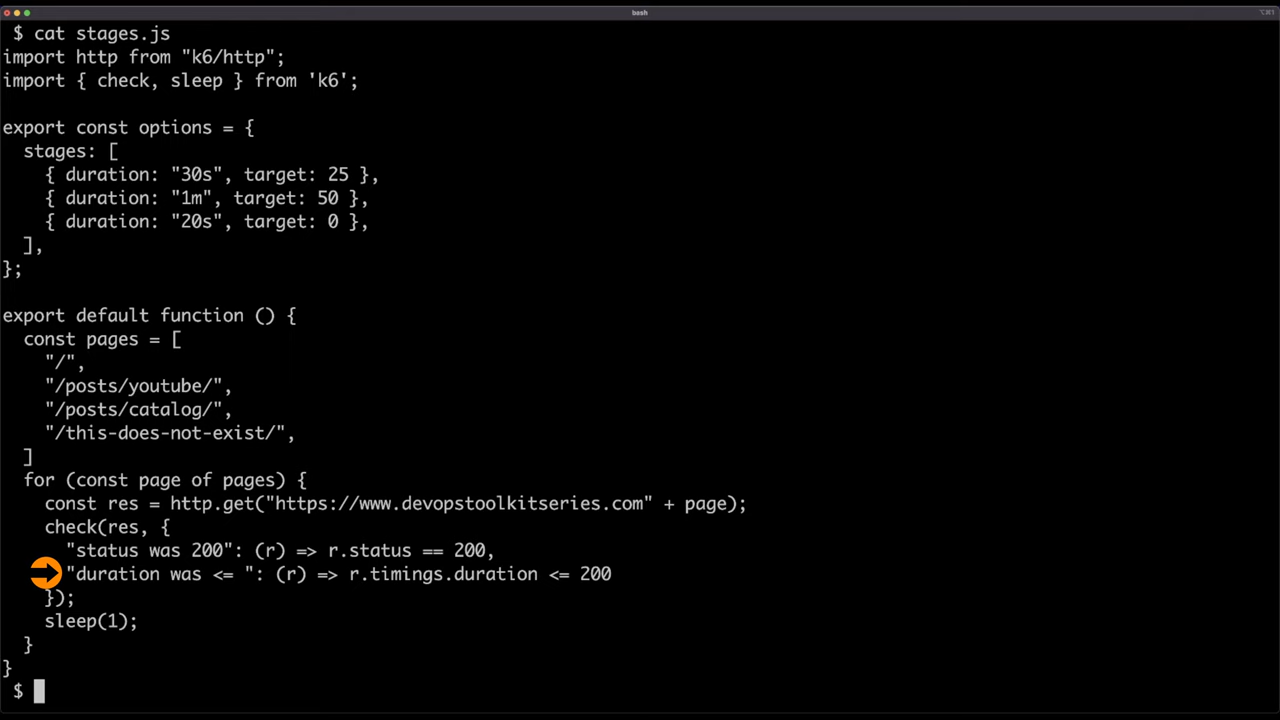 bash
⌥⌘1
$ cat stages.js
import http from "k6/http";
import { check, sleep } from 'k6';

export const options = {
  stages: [
    { duration: "30s", target: 25 },
    { duration: "1m", target: 50 },
    { duration: "20s", target: 0 },
  ],
};

export default function () {
  const pages = [
    "/",
    "/posts/youtube/",
    "/posts/catalog/",
    "/this-does-not-exist/",
  ]
  for (const page of pages) {
    const res = http.get("https://www.devopstoolkitseries.com" + page);
    check(res, {
      "status was 200": (r) => r.status == 200,
      "duration was <= ": (r) => r.timings.duration <= 200
    });
    sleep(1);
  }
}
$